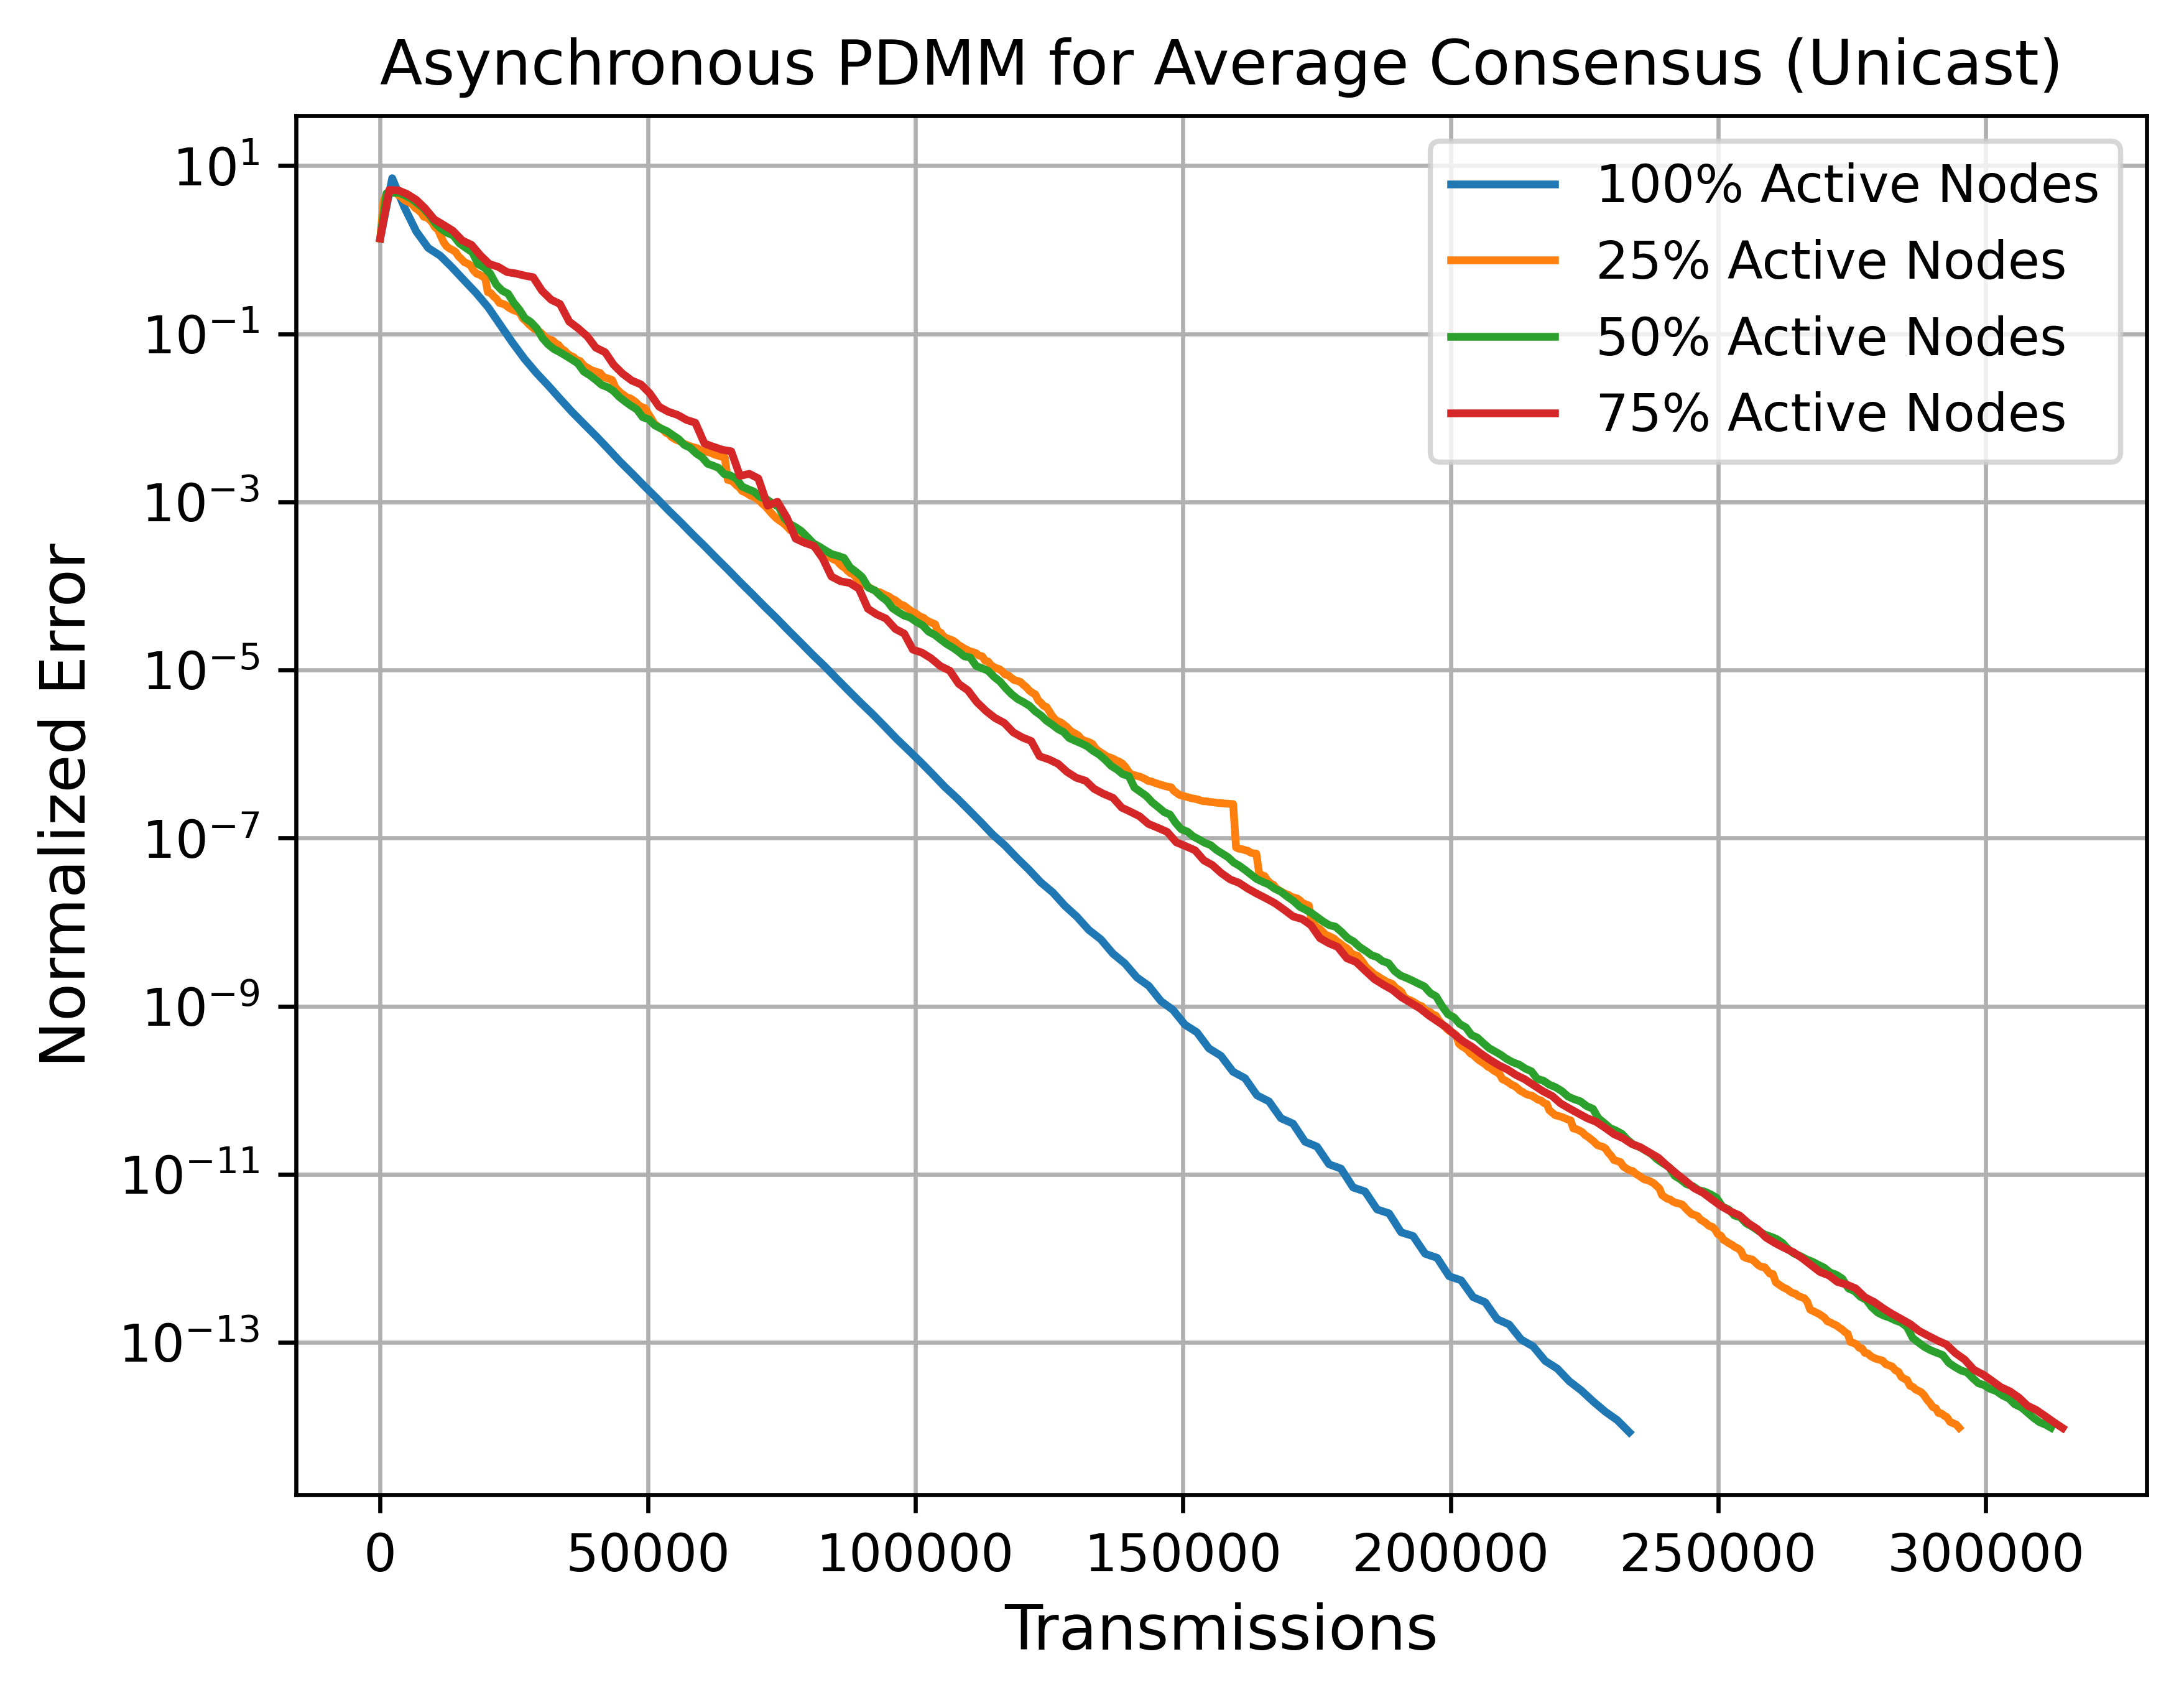 Asynchronous PDMM for Average Consensus (Unicast)
100% Active Nodes
25% Active Nodes
50% Active Nodes
75% Active Nodes
Normalized Error
10¹
10⁻¹
10⁻³
10⁻⁵
10⁻⁷
10⁻⁹
10⁻¹¹
10⁻¹³
0 50000 100000 150000 200000 250000 300000
Transmissions